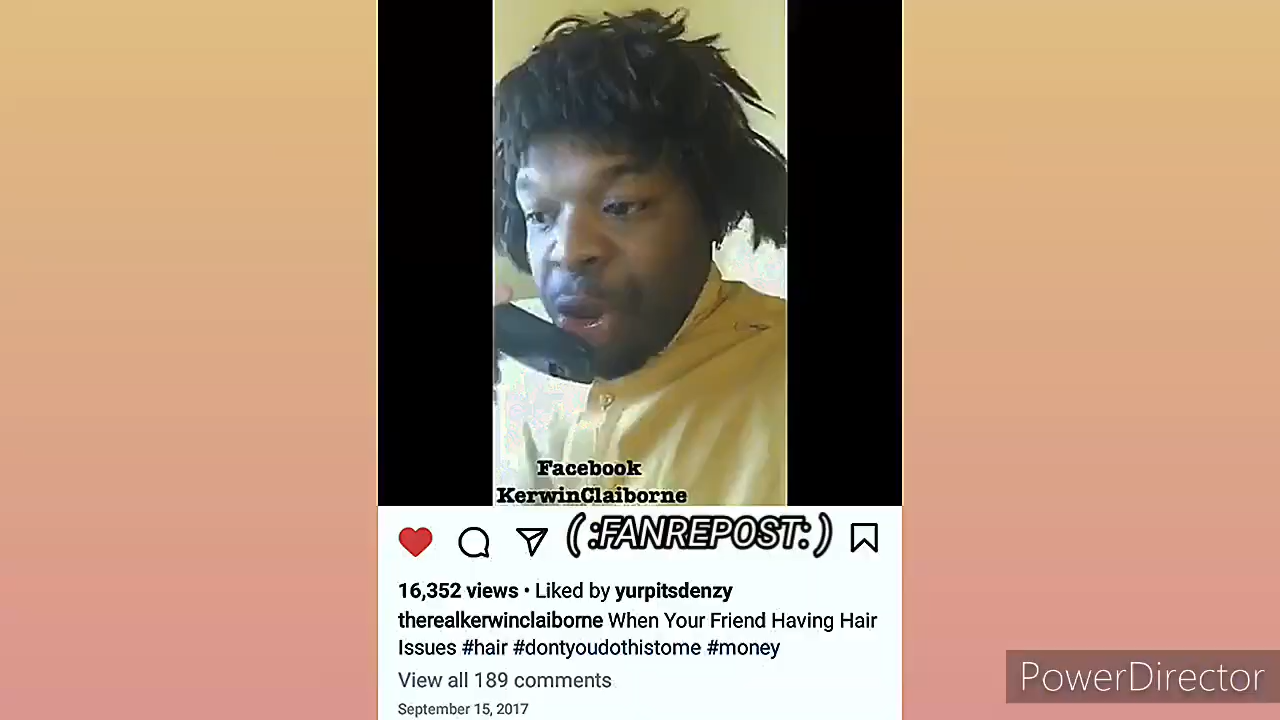 Facebook
KerwinClaiborne
(:FANREPOST:)
16,352 views • Liked by yurpitsdenzy
therealkerwinclaiborne When Your Friend Having Hair
Issues #hair #dontyoudothistome #money
View all 189 comments
September 15, 2017
PowerDirector